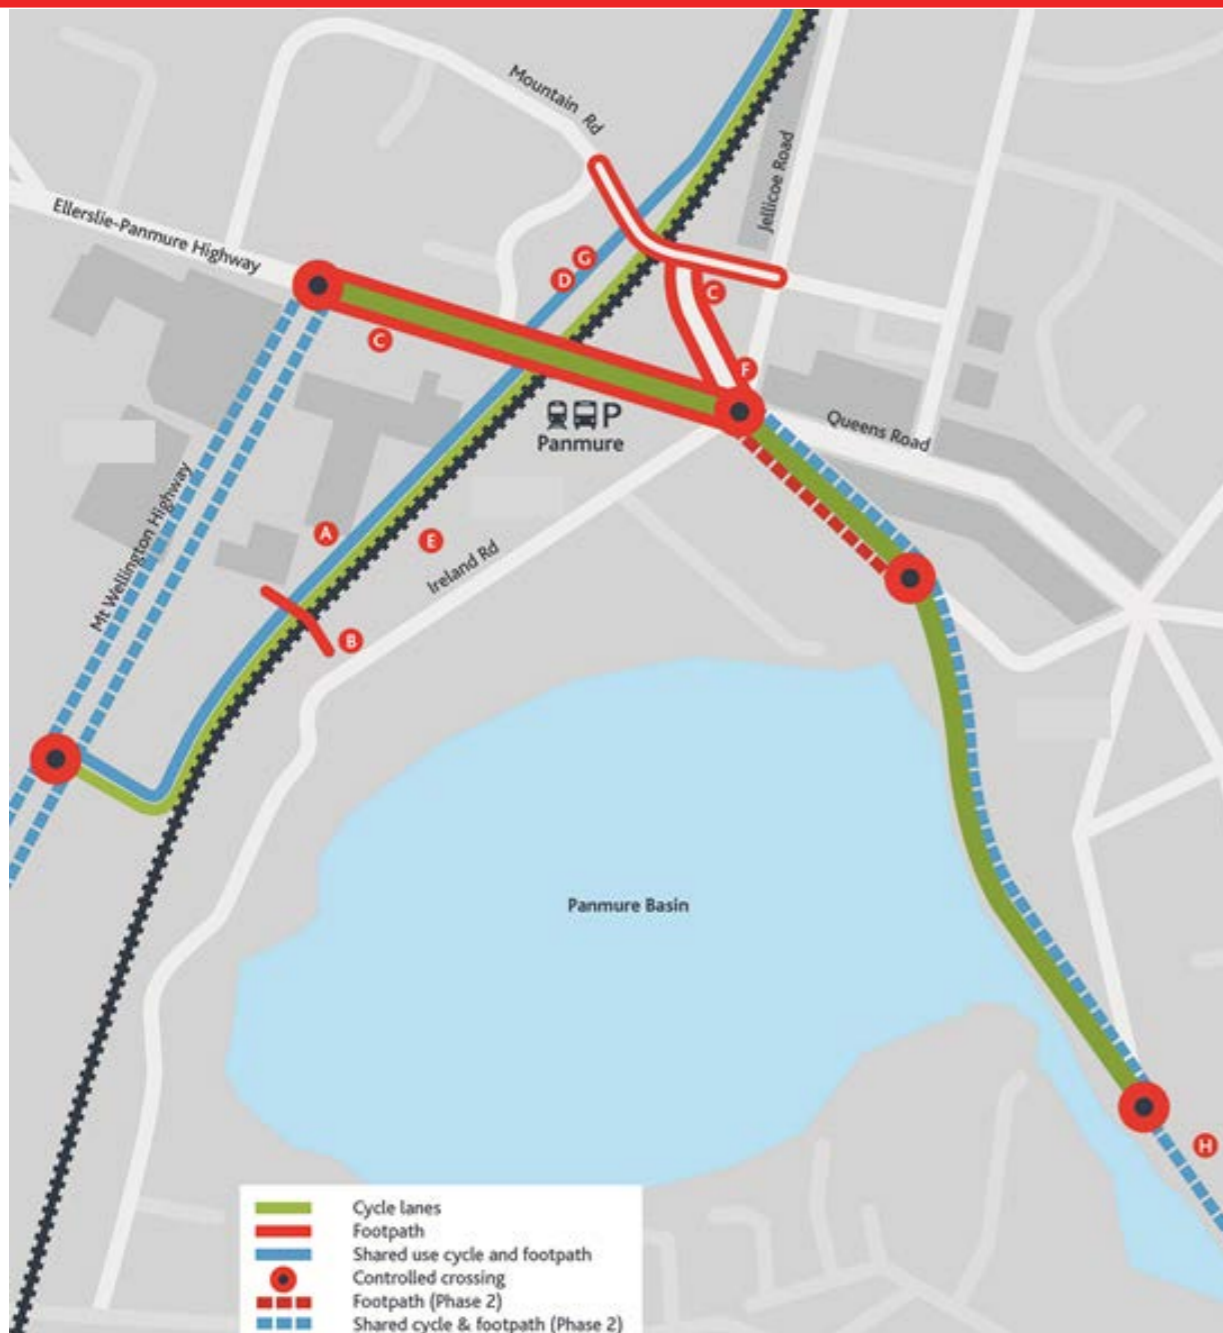 Mountain Rd
Jellicoe Road
Ellerslie-Panmure Highway
G
D
C
C
F
P
Panmure
Queens Road
Mt Wellington Highway
A
E
Ireland Rd
B
Panmure Basin
H
Cycle lanes
Footpath
Shared use cycle and footpath
Controlled crossing
Footpath (Phase 2)
Shared cycle & footpath (Phase 2)